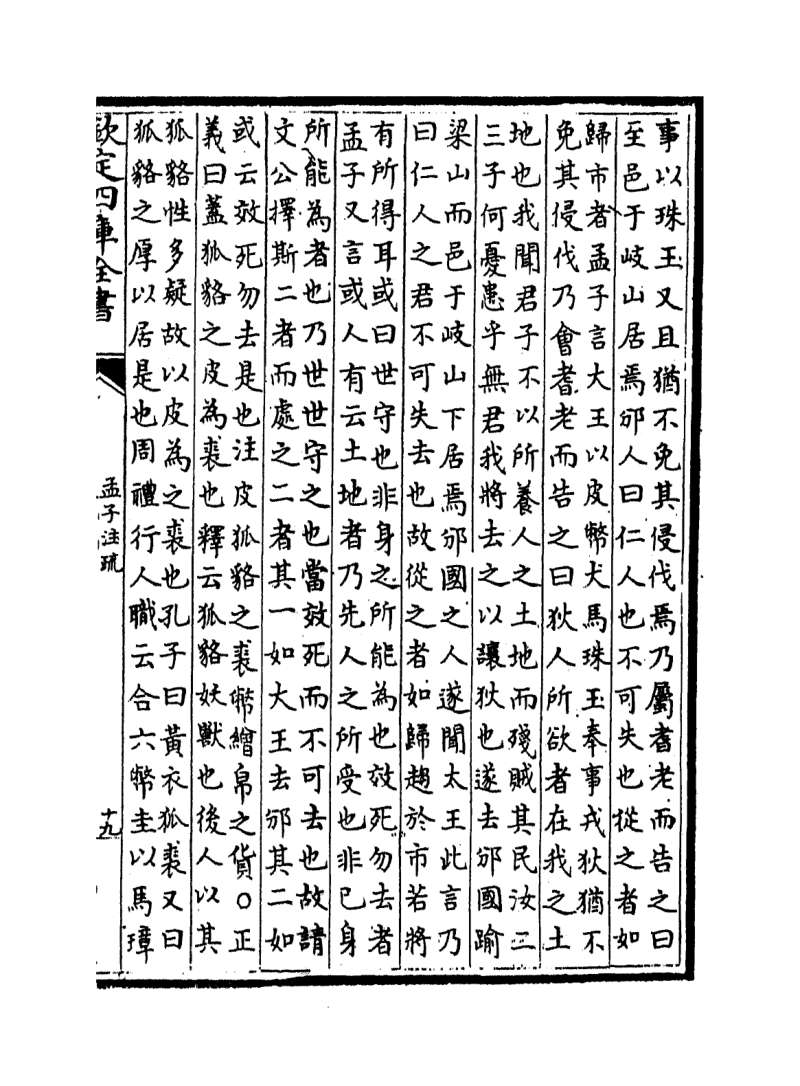 事以珠玉又且猶不免其侵伐焉乃屬耆老而告之曰
至邑于岐山居焉邠人曰仁人也不可失也從之者如
歸市者孟子言大王以皮幣犬馬珠玉奉事戎狄猶不
免其侵伐乃會耆老而告之曰狄人所欲者在我之土
地也我聞君子不以所養人之土地而殘賊其民汝二
三子何憂患乎無君我將去之以讓狄也遂去邠國踰
梁山而邑于岐山下居焉邠國之人遂聞太王此言乃
曰仁人之君不可失去也故從之者如歸趨於市若將
有所得耳或曰世守也非身之所能為也效死勿去者
孟子又言或人有云土地者乃先人之所受也非已身
所能為者也乃世世守之也當效死而不可去也故請
文公擇斯二者而處之二者其一如大王去邠其二如
或云效死勿去是也注皮狐貉之裘幣繒帛之貨○正
義曰蓋狐貉之皮為裘也釋云狐貉妖獸也後人以其
狐貉性多疑故以皮為之裘也孔子曰黃衣狐裘又曰
狐貉之厚以居是也周禮行人職云合六幣圭以馬璋
欽定四庫全書
孟子注疏
十九